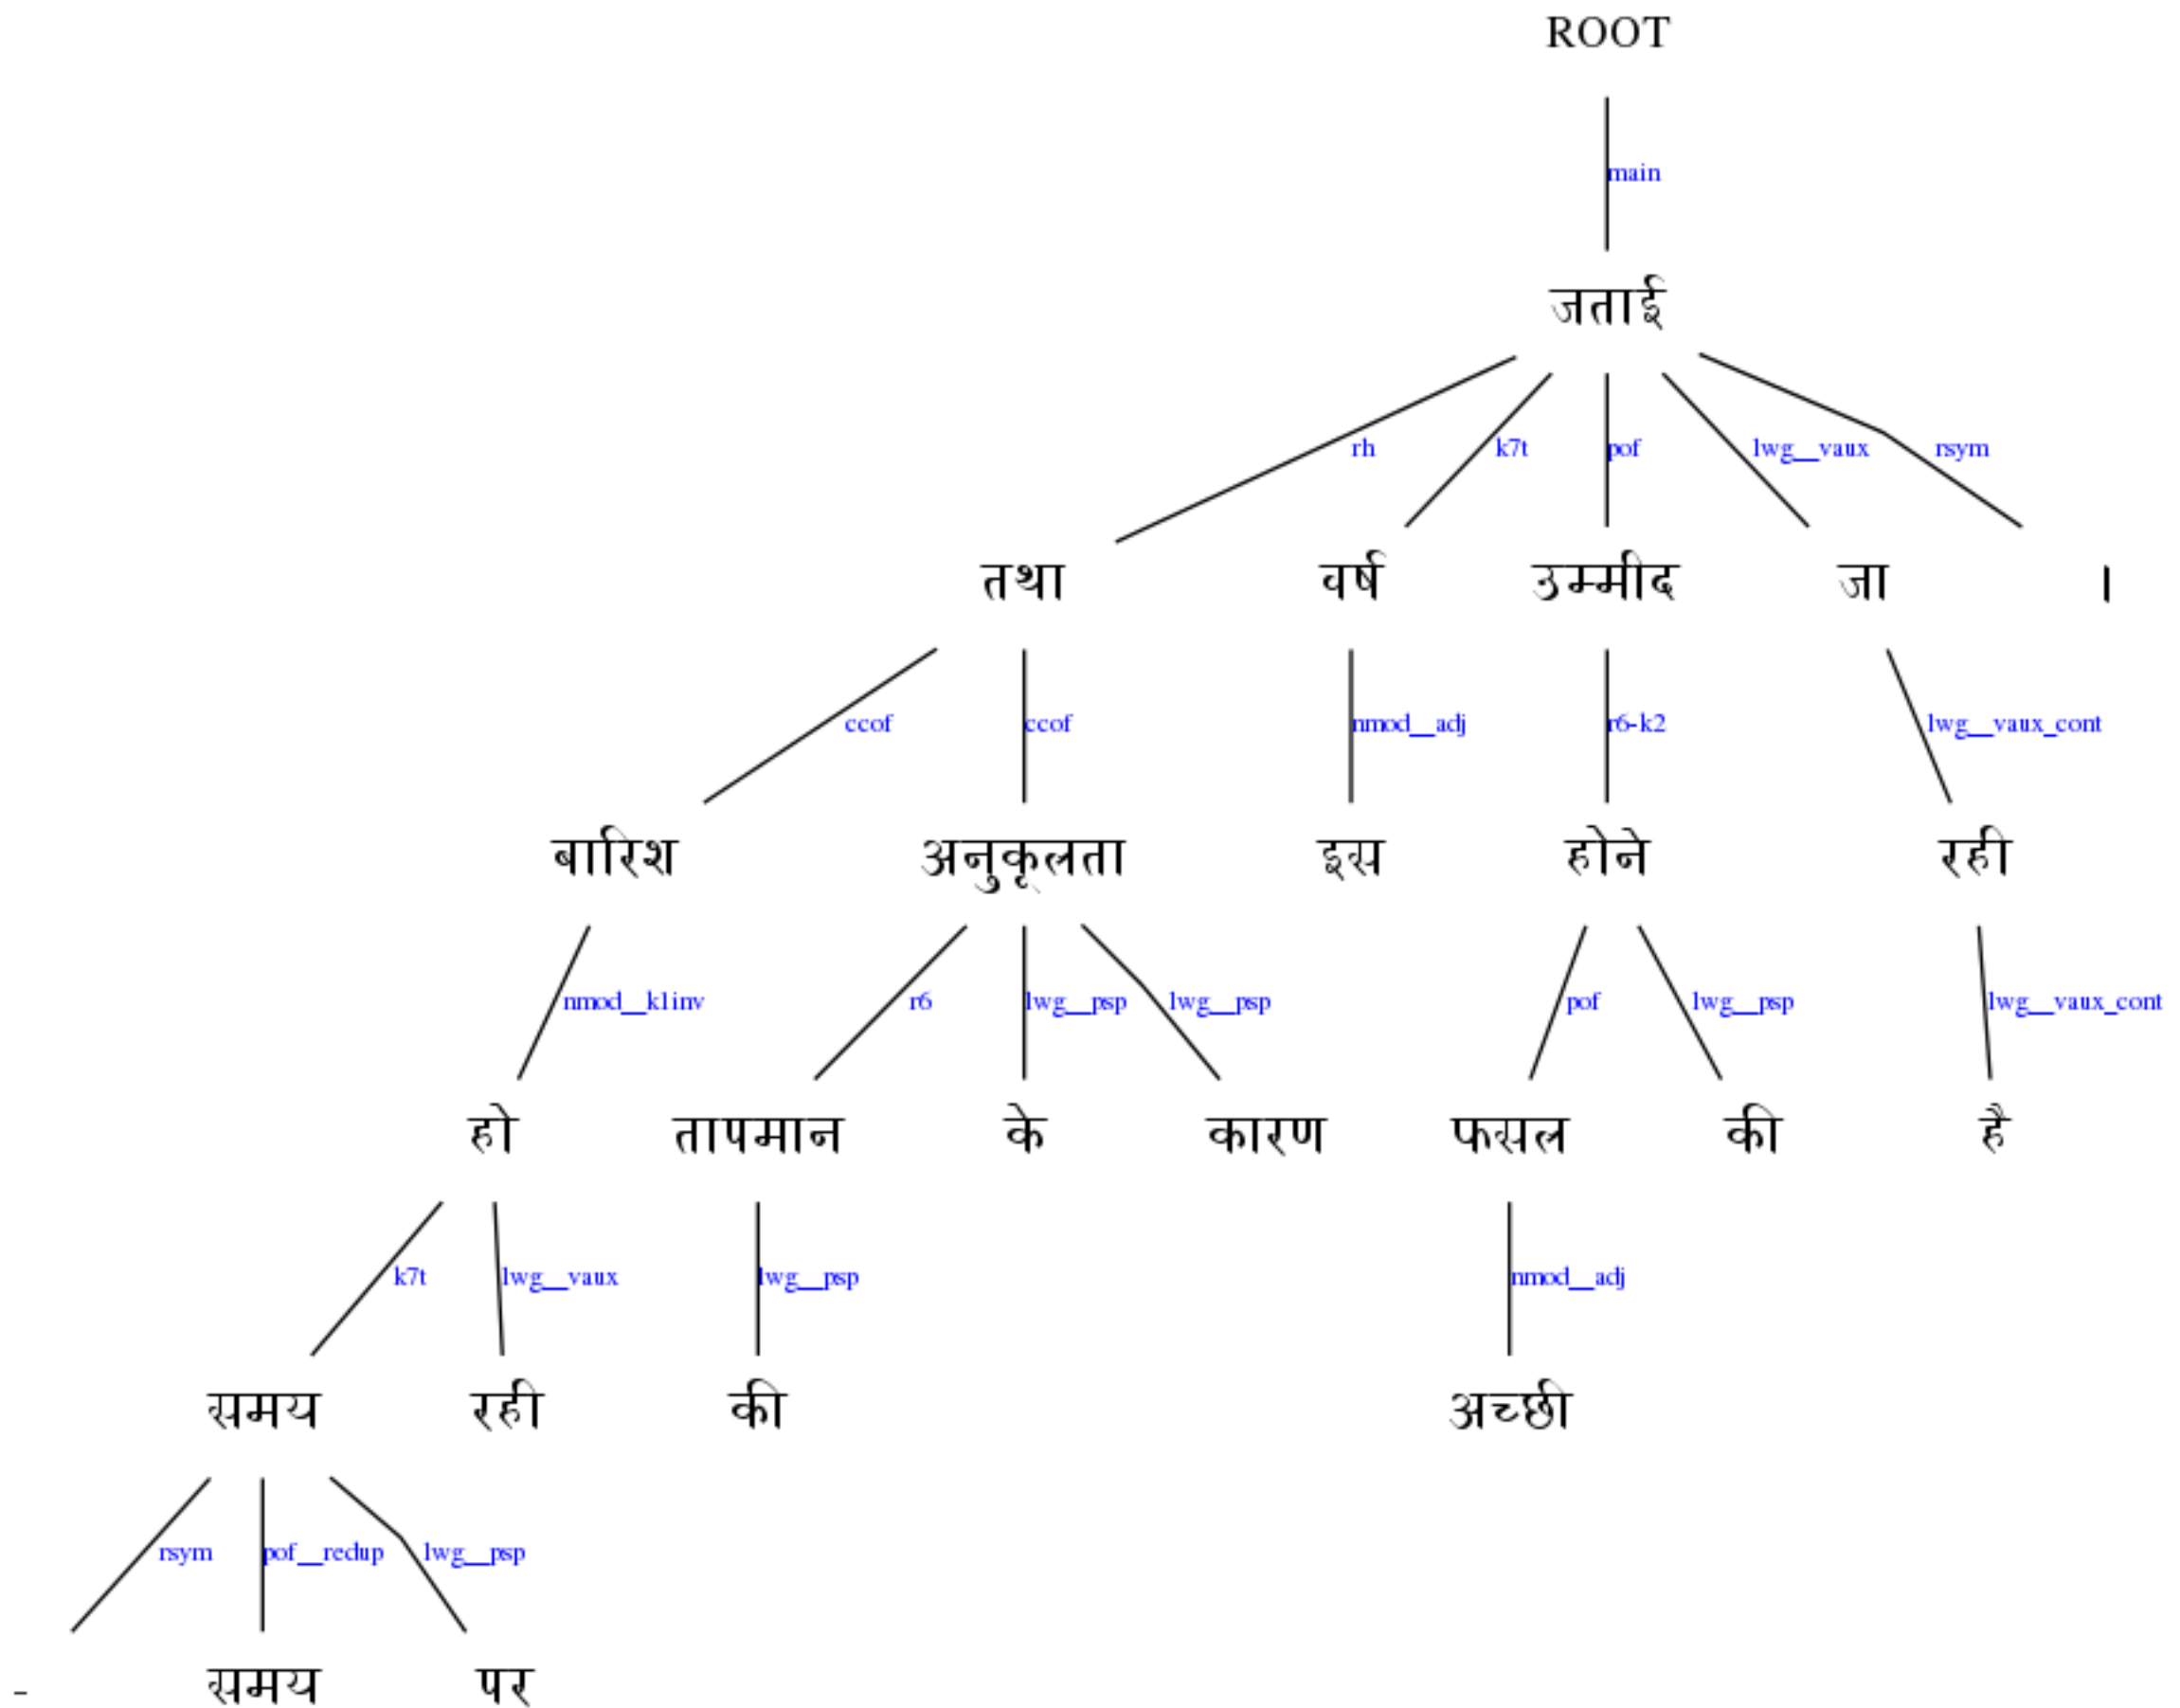 ROOT
main
जताई
rh k7t pof lwg__vaux rsym
तथा वर्ष उम्मीद जा ।
ccof ccof nmod__adj r6-k2 lwg__vaux_cont
बारिश अनुकूलता इस होने रही
nmod__k1inv r6 lwg__psp lwg__psp pof lwg__psp lwg__vaux_cont
हो तापमान के कारण फसल की है
k7t lwg__vaux lwg__psp nmod__adj
समय रही की अच्छी
rsym pof__redup lwg__psp
- समय पर